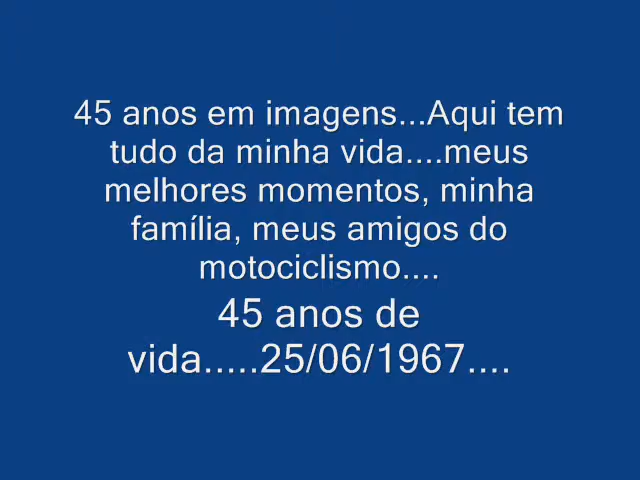 45 anos em imagens...Aqui tem
tudo da minha vida....meus
melhores momentos, minha
família, meus amigos do
motociclismo....
45 anos de
vida.....25/06/1967....